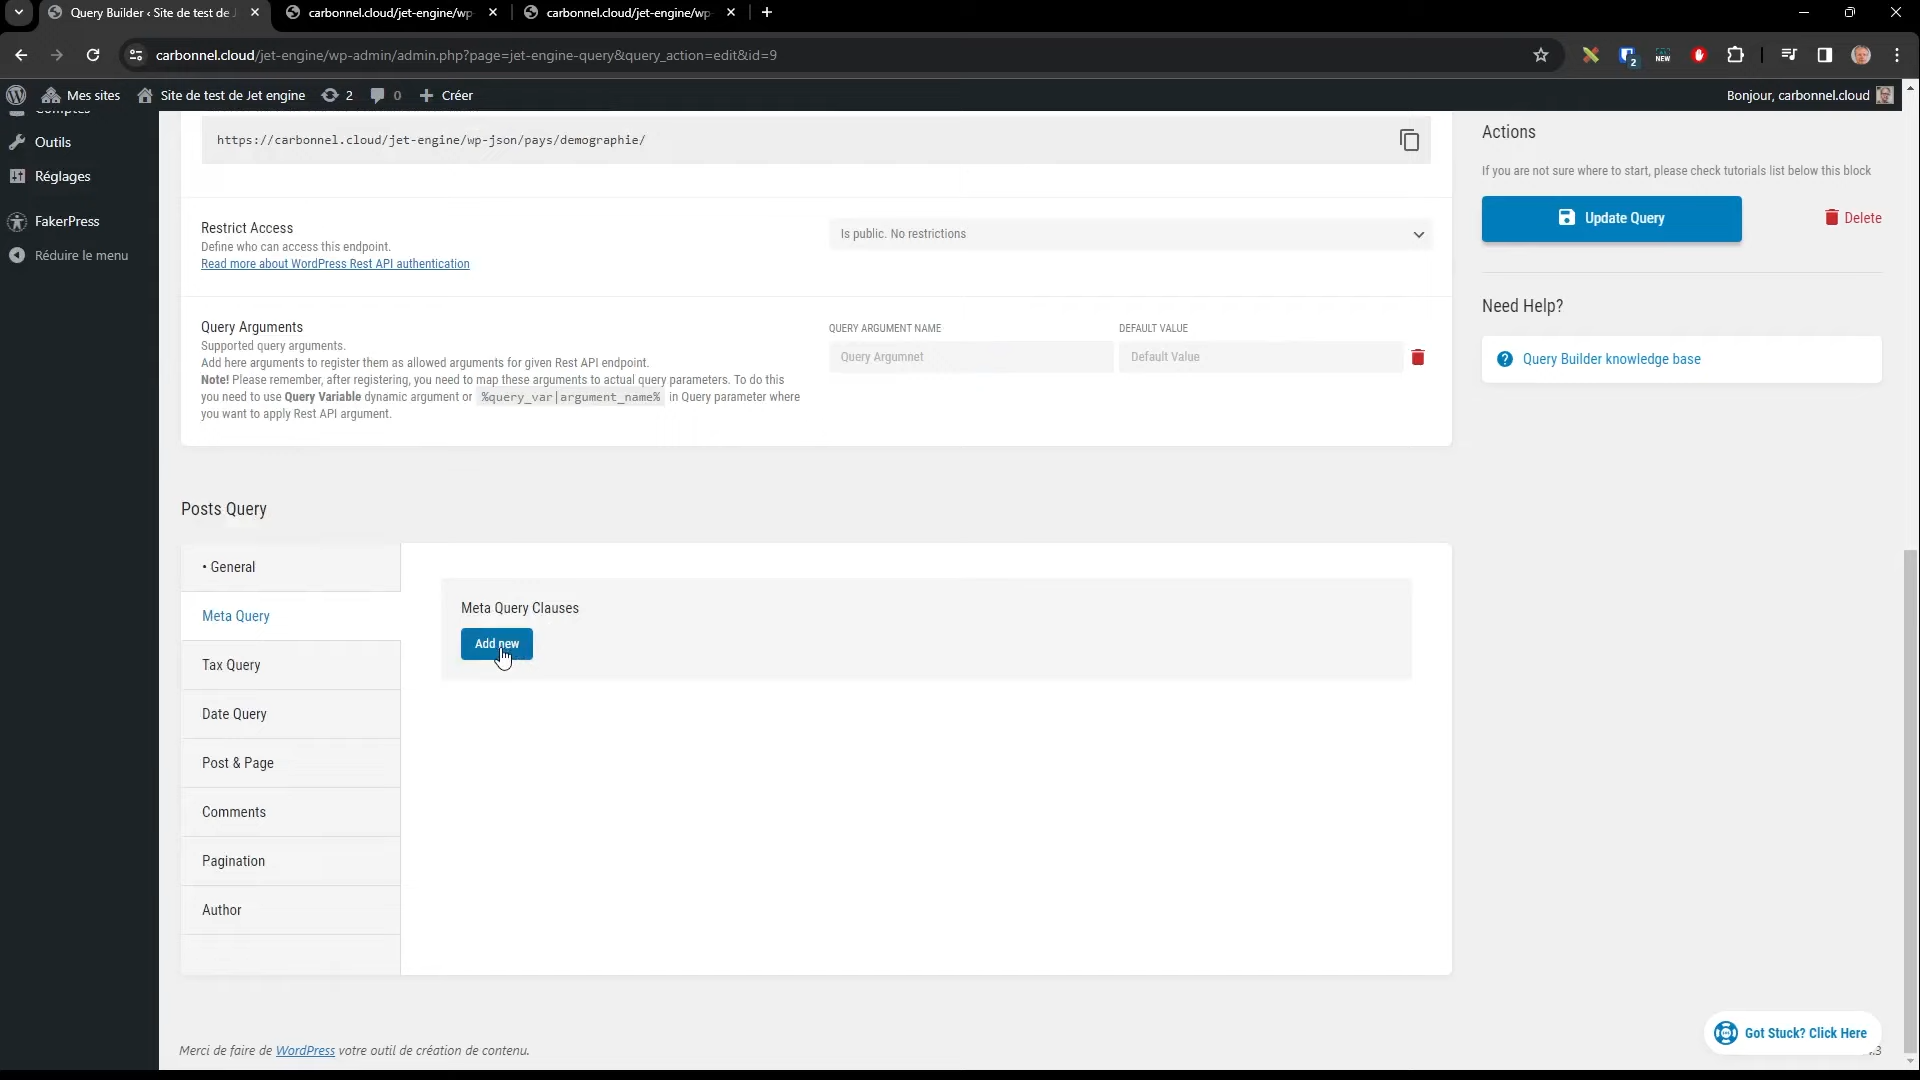 Query Builder ‹ Site de test de J
carbonnel.cloud/jet-engine/wp-
carbonnel.cloud/jet-engine/wp-
carbonnel.cloud/jet-engine/wp-admin/admin.php?page=jet-engine-query&query_action=edit&id=9
2
NEW
Mes sites
Site de test de Jet engine
2
0
Créer
Bonjour, carbonnel.cloud
Comptes
Outils
Réglages
FakerPress
Réduire le menu
https://carbonnel.cloud/jet-engine/wp-json/pays/demographie/
Restrict Access
Define who can access this endpoint.
Read more about WordPress Rest API authentication
Is public. No restrictions
Query Arguments
Supported query arguments.
Add here arguments to register them as allowed arguments for given Rest API endpoint.
Note! Please remember, after registering, you need to map these arguments to actual query parameters. To do this
you need to use Query Variable dynamic argument or %query_var|argument_name% in Query parameter where
you want to apply Rest API argument.
QUERY ARGUMENT NAME
DEFAULT VALUE
Query Argumnet
Default Value
Posts Query
• General
Meta Query
Tax Query
Date Query
Post & Page
Comments
Pagination
Author
Meta Query Clauses
Add new
Actions
If you are not sure where to start, please check tutorials list below this block
Update Query
Delete
Need Help?
Query Builder knowledge base
Merci de faire de WordPress votre outil de création de contenu.
Got Stuck? Click Here